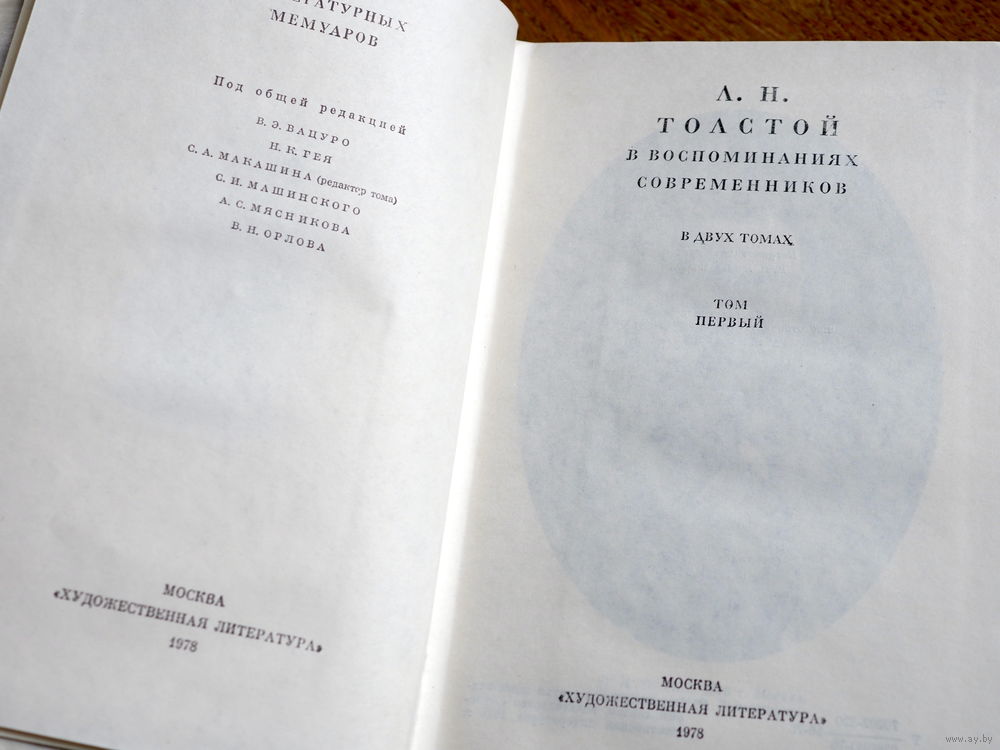 ЕРАТУРНЫХ
МЕМУАРОВ
Под общей редакцией
В. Э. ВАЦУРО
Н. К. ГЕЯ
С. А. МАКАШИНА (редактор тома)
С. И. МАШИНСКОГО
А. С. МЯСНИКОВА
В. Н. ОРЛОВА
МОСКВА
«ХУДОЖЕСТВЕННАЯ ЛИТЕРАТУРА»
1978
Л. Н.
ТОЛСТОЙ
В ВОСПОМИНАНИЯХ
СОВРЕМЕННИКОВ
В ДВУХ ТОМАХ
ТОМ
ПЕРВЫЙ
МОСКВА
«ХУДОЖЕСТВЕННАЯ ЛИТЕРАТУРА»
1978
www.ay.by